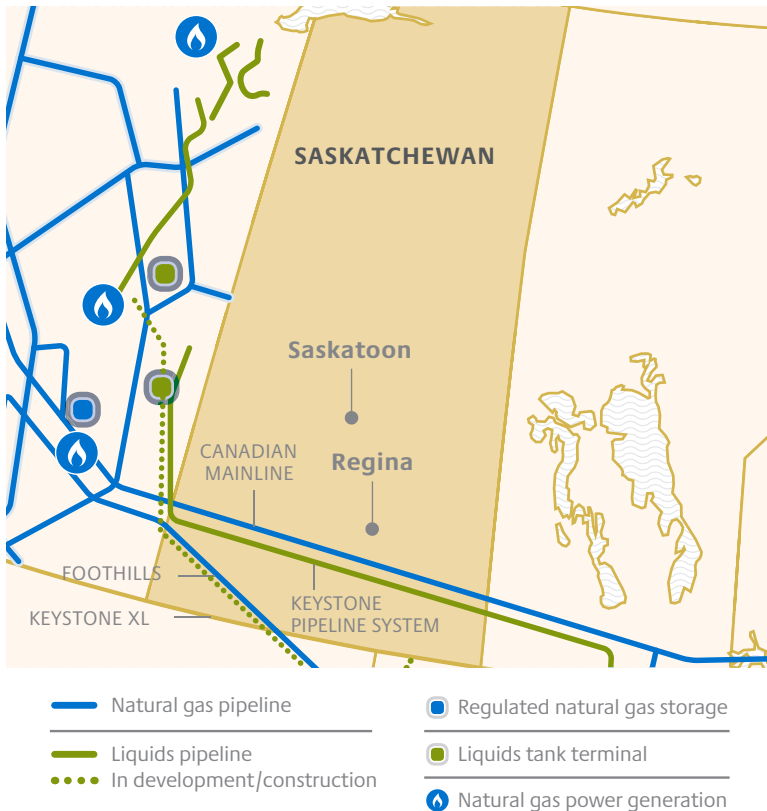 SASKATCHEWAN
Saskatoon
CANADIAN
MAINLINE
Regina
FOOTHILLS
KEYSTONE XL
KEYSTONE
PIPELINE SYSTEM
Natural gas pipeline
Liquids pipeline
In development/construction
Regulated natural gas storage
Liquids tank terminal
Natural gas power generation